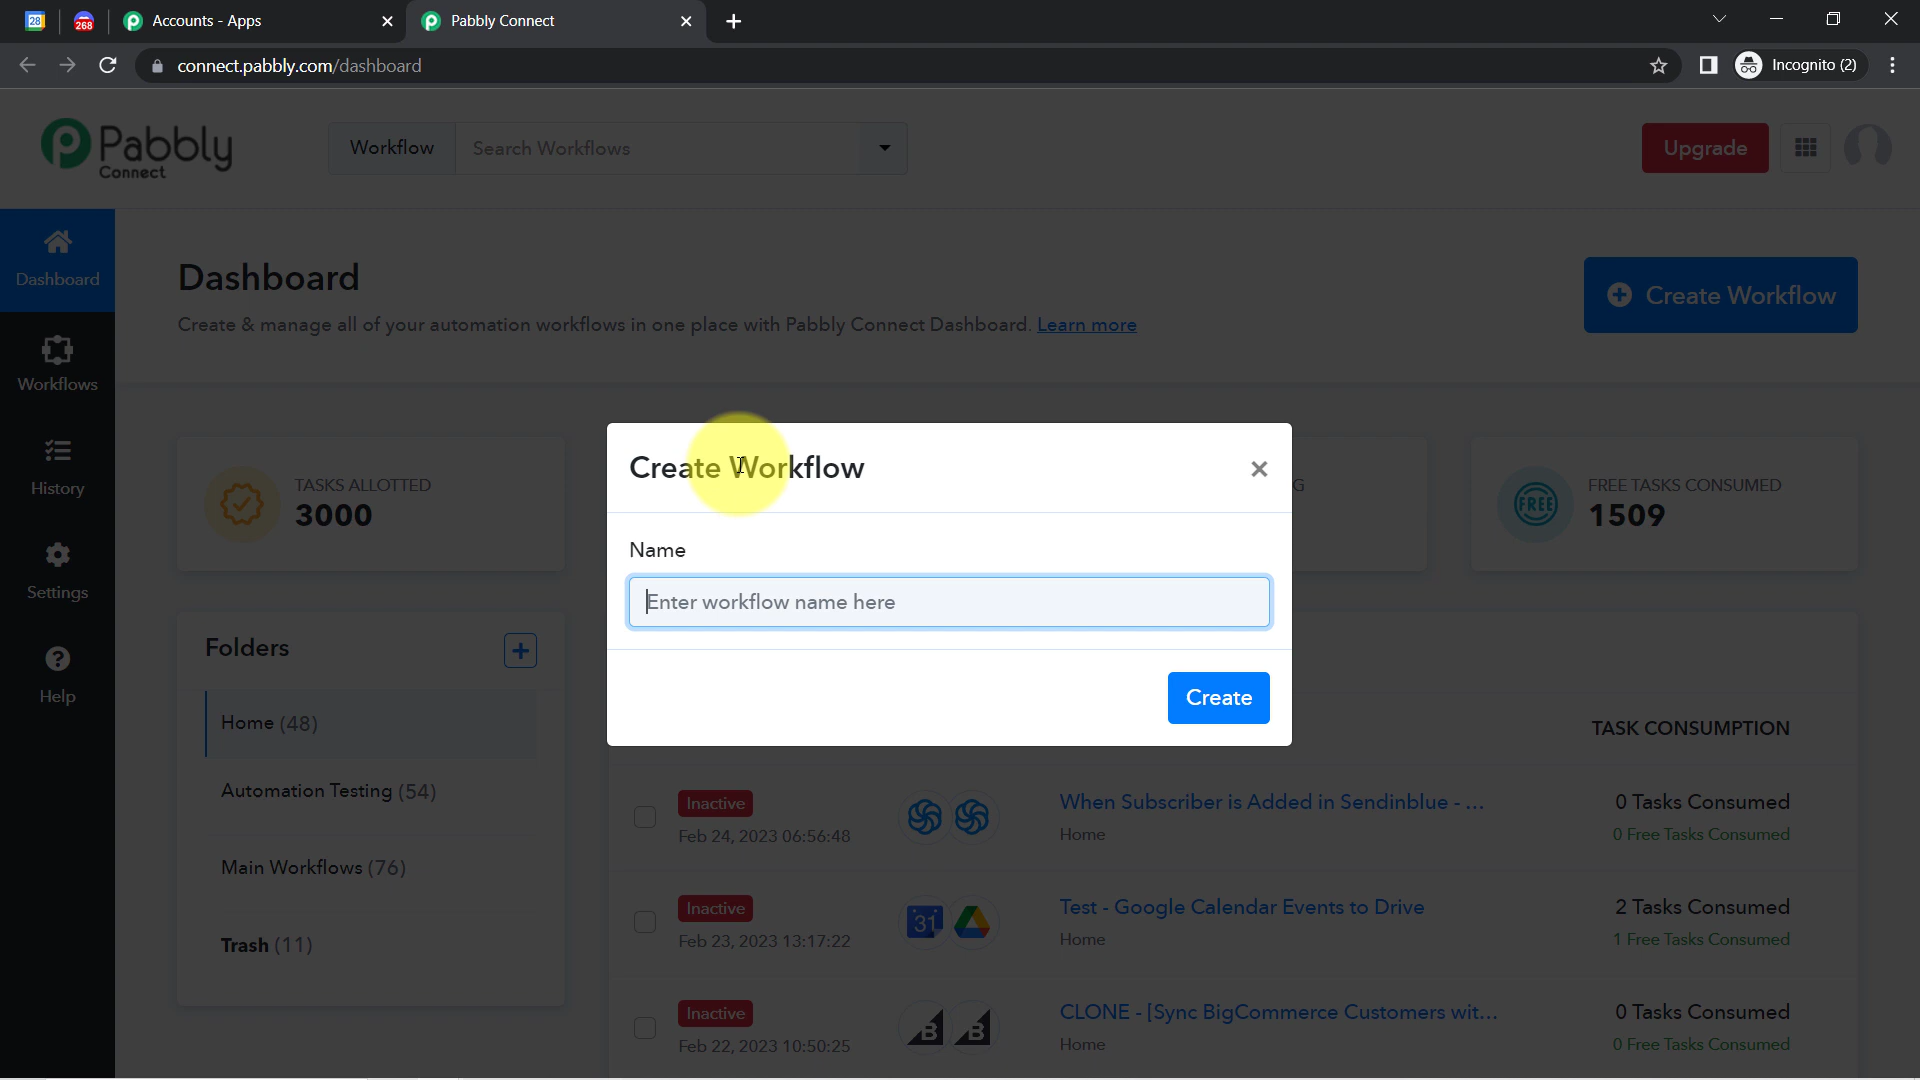 28
268
Accounts - Apps
Pabbly Connect
connect.pabbly.com/dashboard
Incognito (2)
Pabbly
Connect
Workflow
Search Workflows
Upgrade
Dashboard
Workflows
History
Settings
Help
Dashboard
Create & manage all of your automation workflows in one place with Pabbly Connect Dashboard. Learn more
Create Workflow
TASKS ALLOTTED
3000
G
FREE
FREE TASKS CONSUMED
1509
Create Workflow
Name
Enter workflow name here
Create
Folders
Home (48)
Automation Testing (54)
Main Workflows (76)
Trash (11)
TASK CONSUMPTION
Inactive
Feb 24, 2023 06:56:48
When Subscriber is Added in Sendinblue - ...
Home
0 Tasks Consumed
0 Free Tasks Consumed
Inactive
Feb 23, 2023 13:17:22
31
Test - Google Calendar Events to Drive
Home
2 Tasks Consumed
1 Free Tasks Consumed
Inactive
Feb 22, 2023 10:50:25
B
B
CLONE - [Sync BigCommerce Customers wit...
Home
0 Tasks Consumed
0 Free Tasks Consumed